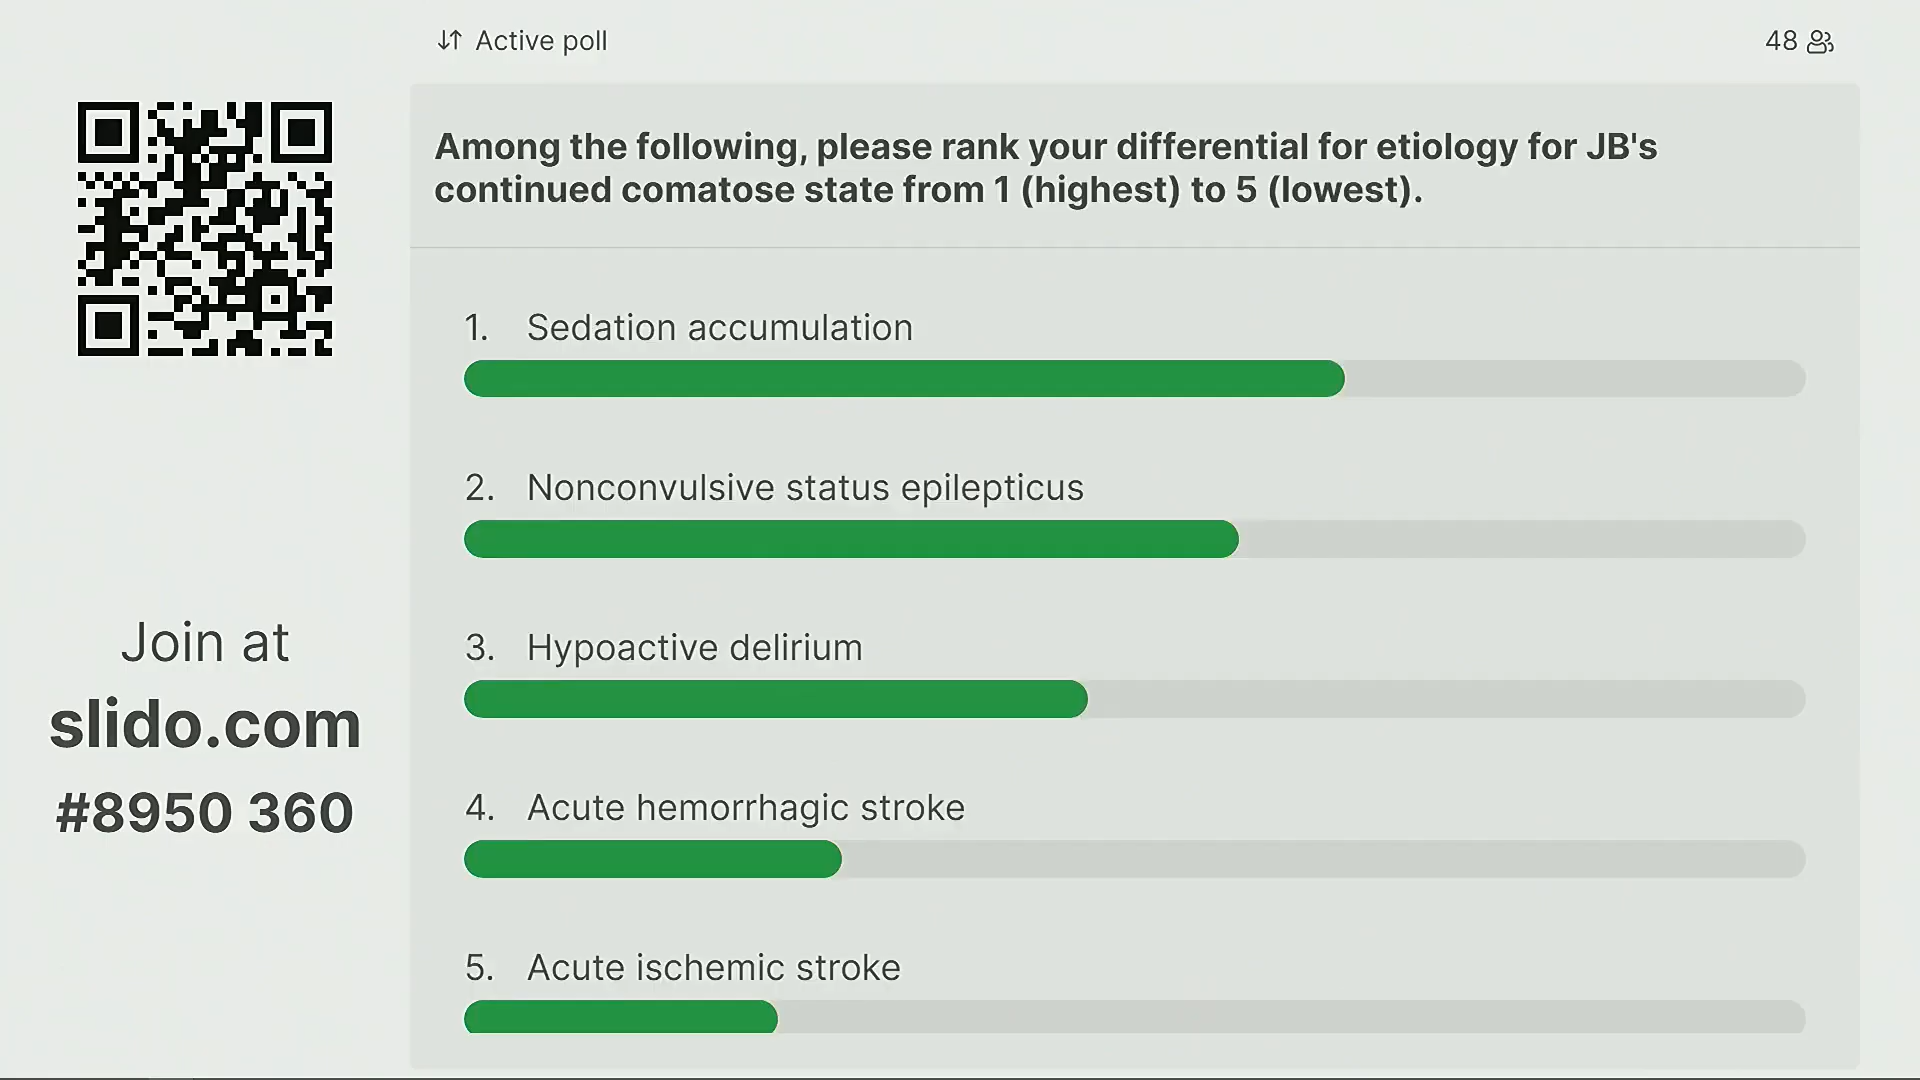 Active poll
48
Among the following, please rank your differential for etiology for JB's
continued comatose state from 1 (highest) to 5 (lowest).
1. Sedation accumulation
2. Nonconvulsive status epilepticus
3. Hypoactive delirium
4. Acute hemorrhagic stroke
5. Acute ischemic stroke
Join at
slido.com
#8950 360